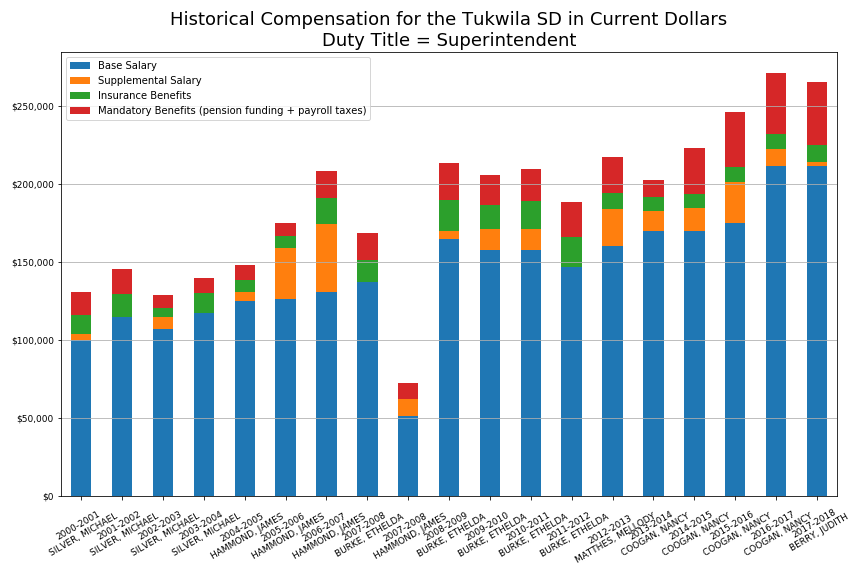 Historical Compensation for the Tukwila SD in Current Dollars
Duty Title = Superintendent
Base Salary
Supplemental Salary
Insurance Benefits
Mandatory Benefits (pension funding + payroll taxes)
$250,000
$200,000
$150,000
$100,000
$50,000
$0
2000-2001
SILVER, MICHAEL
2001-2002
SILVER, MICHAEL
2002-2003
SILVER, MICHAEL
2003-2004
SILVER, MICHAEL
2004-2005
HAMMOND, JAMES
2005-2006
HAMMOND, JAMES
2006-2007
HAMMOND, JAMES
2007-2008
BURKE, ETHELDA
2007-2008
HAMMOND, JAMES
2008-2009
BURKE, ETHELDA
2009-2010
BURKE, ETHELDA
2010-2011
BURKE, ETHELDA
2011-2012
BURKE, ETHELDA
2012-2013
MATTHES, MELLODY
2013-2014
COOGAN, NANCY
2014-2015
COOGAN, NANCY
2015-2016
COOGAN, NANCY
2016-2017
COOGAN, NANCY
2017-2018
BERRY, JUDITH